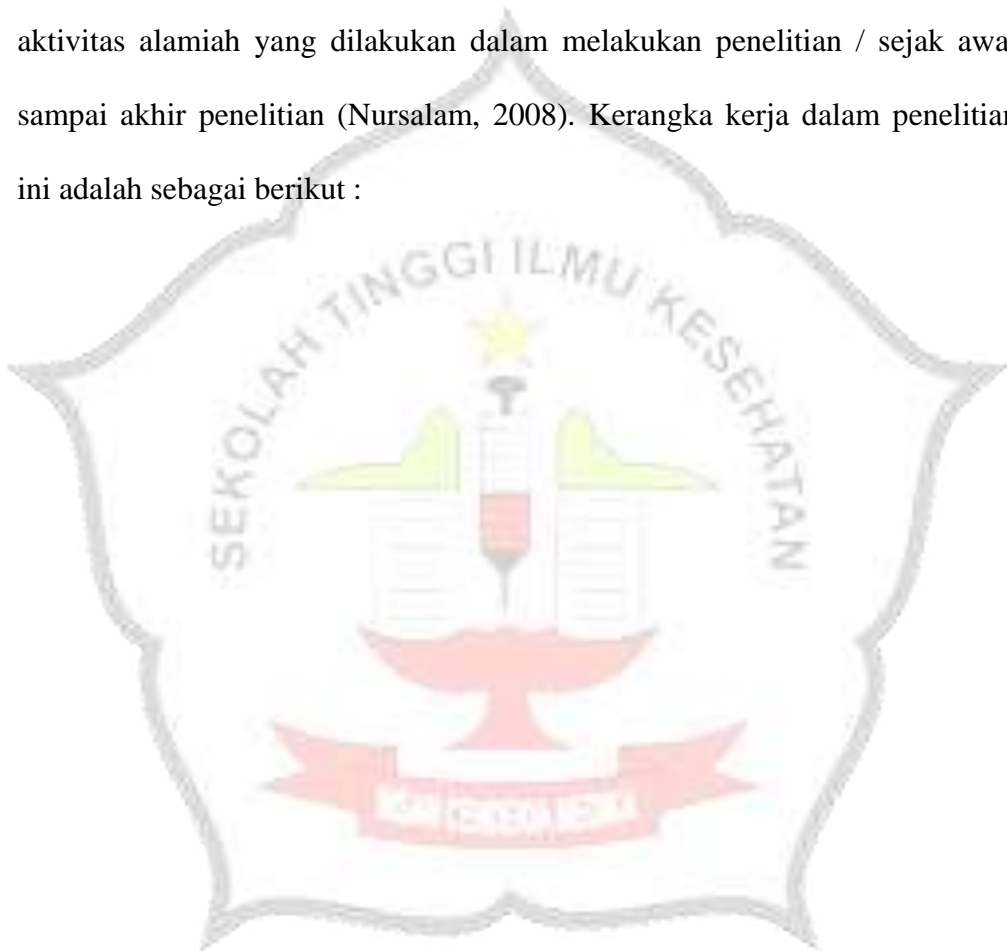 aktivitas alamiah yang dilakukan dalam melakukan penelitian / sejak awa
sampai akhir penelitian (Nursalam, 2008). Kerangka kerja dalam penelitian
ini adalah sebagai berikut :
SEKOLAH TINGGI ILMU KESEHATAN